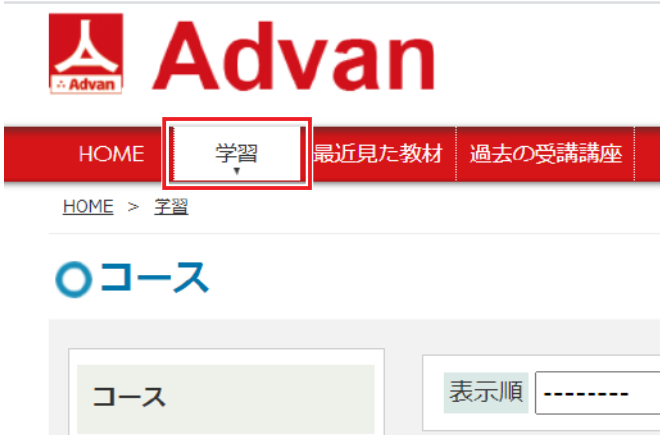 ∴ Advan
Advan
HOME 学習 最近見た教材 過去の受講講座
▼
HOME > 学習
コース
コース
表示順 --------